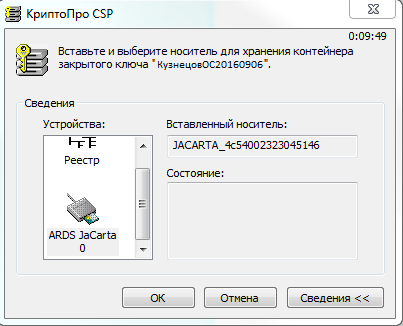 КриптоПро CSP
0:09:49
Вставьте и выберите носитель для хранения контейнера
закрытого ключа "КузнецовОС20160906".
Сведения
Устройства:
Реестр
ARDS JaCarta
0
Вставленный носитель:
JACARTA_4c54002323045146
Состояние:
OK
Отмена
Сведения <<